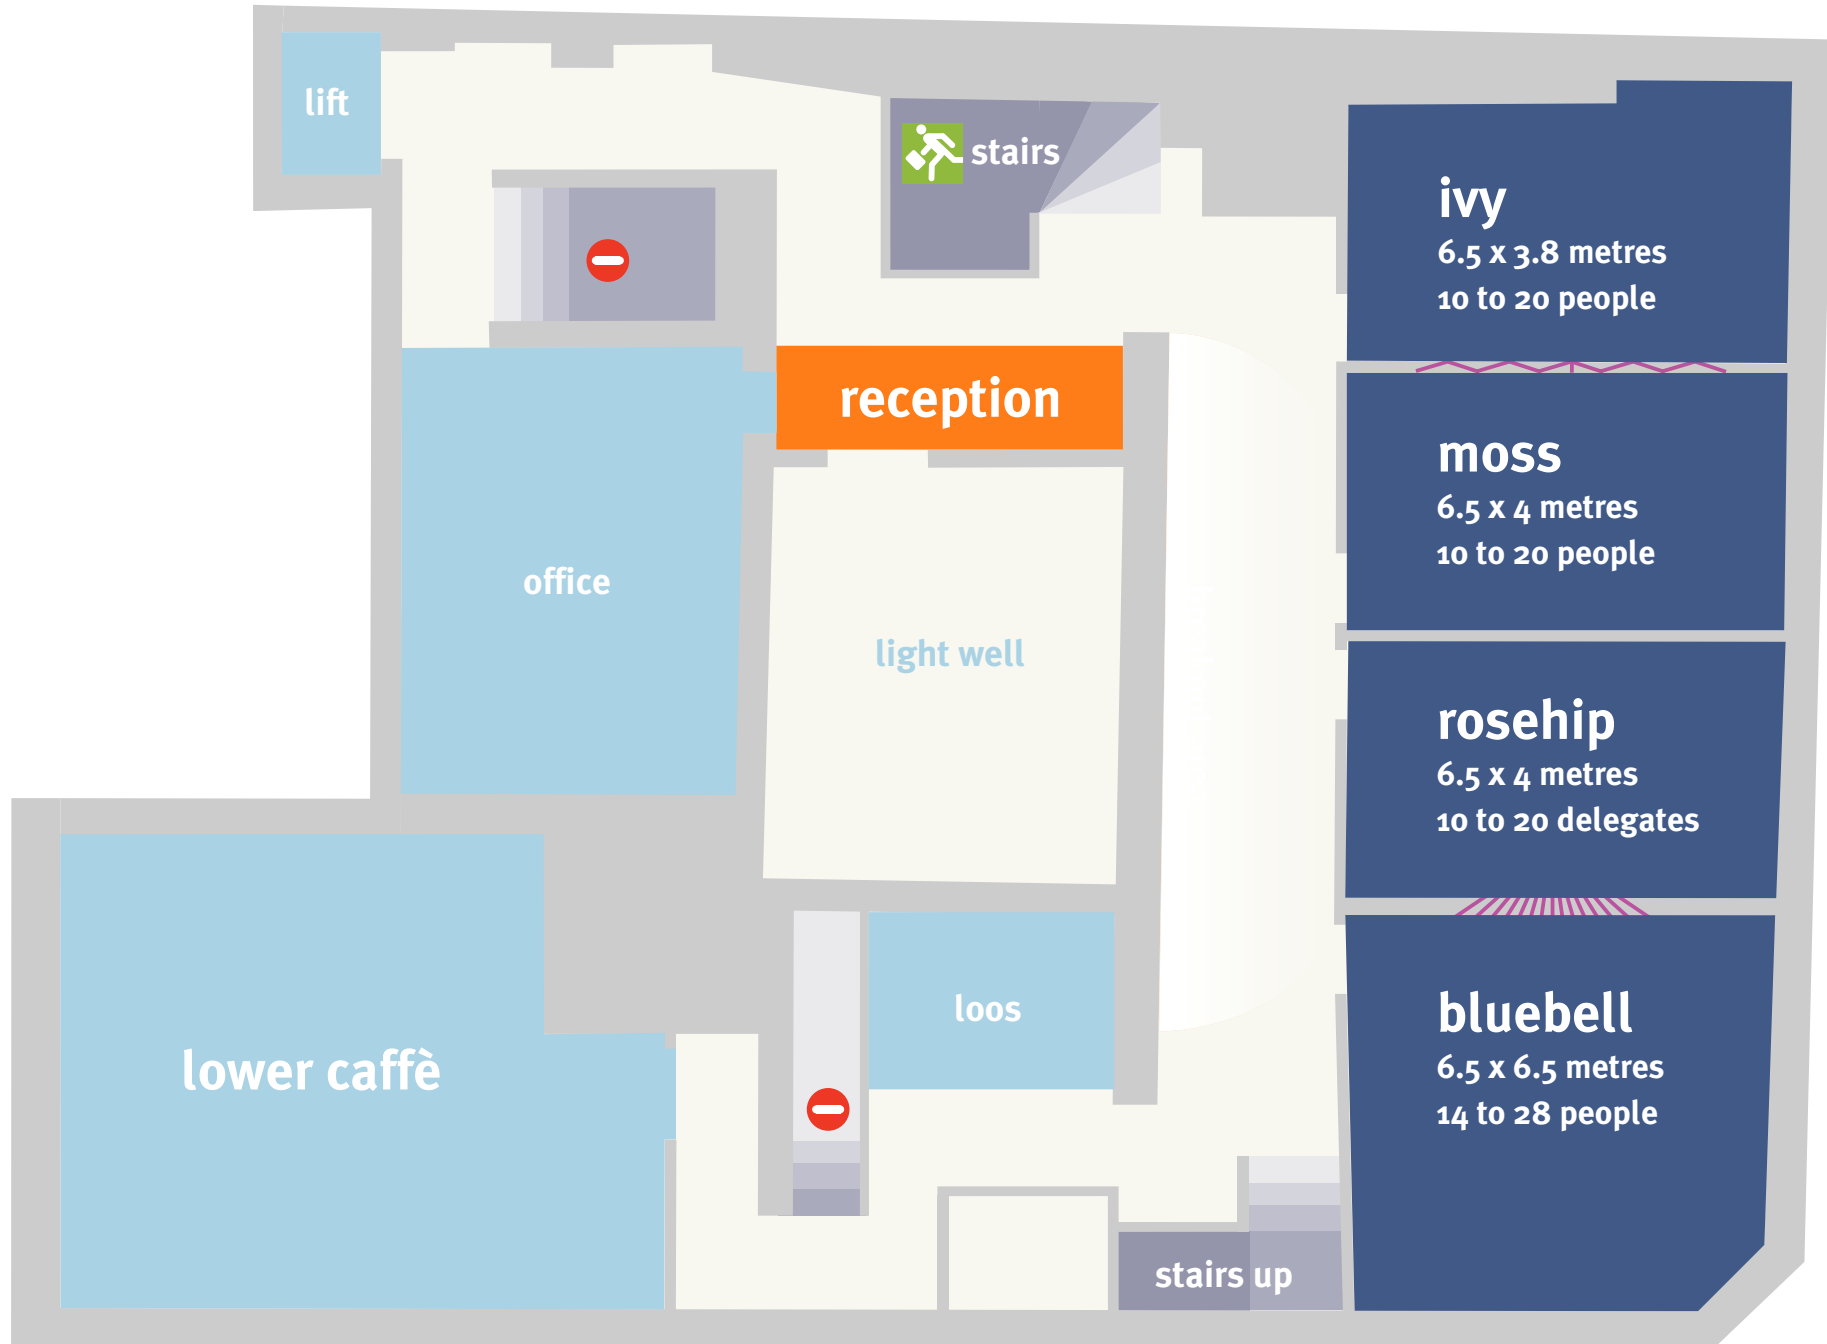 lift
stairs
ivy
6.5 x 3.8 metres
10 to 20 people
reception
moss
6.5 x 4 metres
10 to 20 people
office
light well
rosehip
6.5 x 4 metres
10 to 20 delegates
lower caffè
loos
bluebell
6.5 x 6.5 metres
14 to 28 people
stairs up